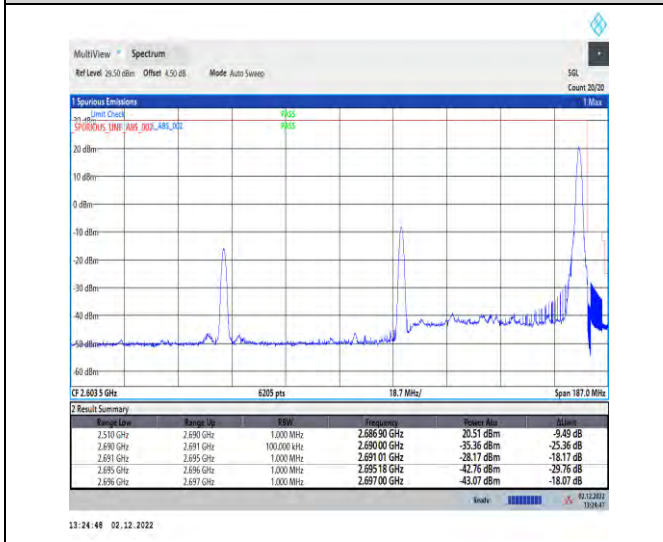 MultiView Spectrum
Ref Level 29.50 dBm Offset 4.50 dB Mode Auto Sweep SGL
Count 20/20
1 Spurious Emissions 1 Max
Limit Check PASS
SPURIOUS_LINE_ABS_002 PASS
20 dBm
10 dBm
0 dBm
-10 dBm
-20 dBm
-30 dBm
-40 dBm
-50 dBm
-60 dBm
CF 2.603 5 GHz 6205 pts 18.7 MHz/ Span 187.0 MHz
2 Result Summary
Range Low Range Up RBW Frequency Power Abs ΔLimit
2.510 GHz 2.690 GHz 1.000 MHz 2.686 90 GHz 20.51 dBm -9.49 dB
2.690 GHz 2.691 GHz 100.000 kHz 2.690 00 GHz -35.36 dBm -25.36 dB
2.691 GHz 2.695 GHz 1.000 MHz 2.691 01 GHz -28.17 dBm -18.17 dB
2.695 GHz 2.696 GHz 1.000 MHz 2.695 18 GHz -42.76 dBm -29.76 dB
2.696 GHz 2.697 GHz 1.000 MHz 2.697 00 GHz -43.07 dBm -18.07 dB
Ready 02.12.2022
13:24:47
13:24:48 02.12.2022